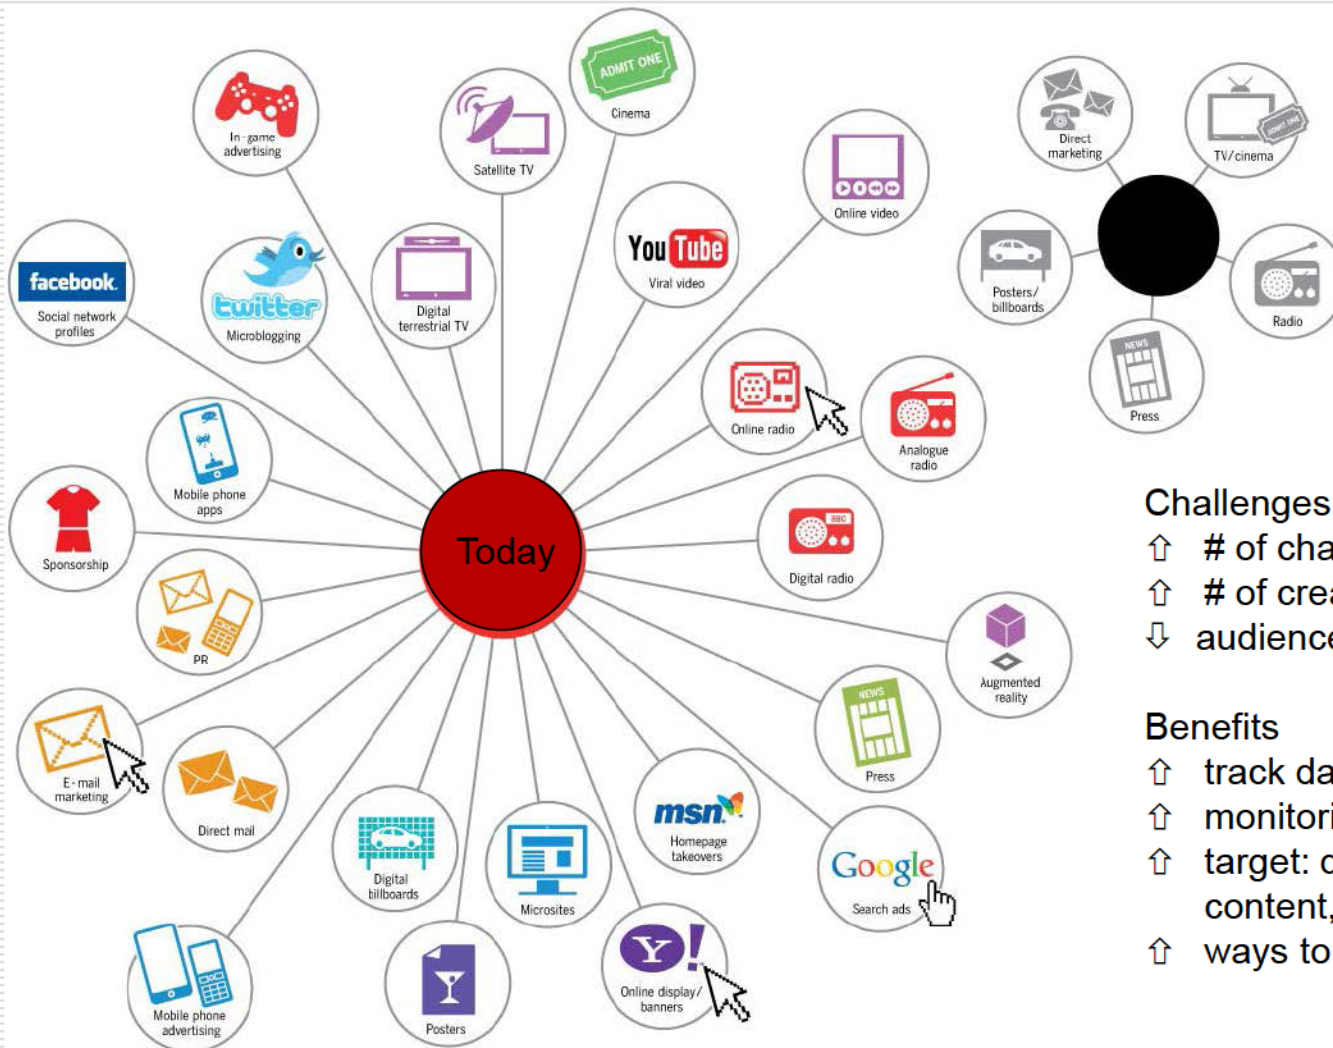 ADMIT ONE
Cinema
In-game
advertising
Satellite TV
Online video
Direct
marketing
ADMIT ONE
TV/cinema
facebook.
Social network
profiles
twitter
Microblogging
Digital
terrestrial TV
You Tube
Viral video
Posters/
billboards
Radio
NEWS
Press
Online radio
Analogue
radio
Mobile phone
apps
Sponsorship
Today
BBC
Digital radio
PR
Augmented
reality
E-mail
marketing
Direct mail
NEWS
Press
Digital
billboards
Microsites
msn
Homepage
takeovers
Google
Search ads
Mobile phone
advertising
Posters
Y!
Online display/
banners
Challenges
⇧ # of cha
⇧ # of crea
⇩ audience
Benefits
⇧ track da
⇧ monitori
⇧ target:
content,
⇧ ways to